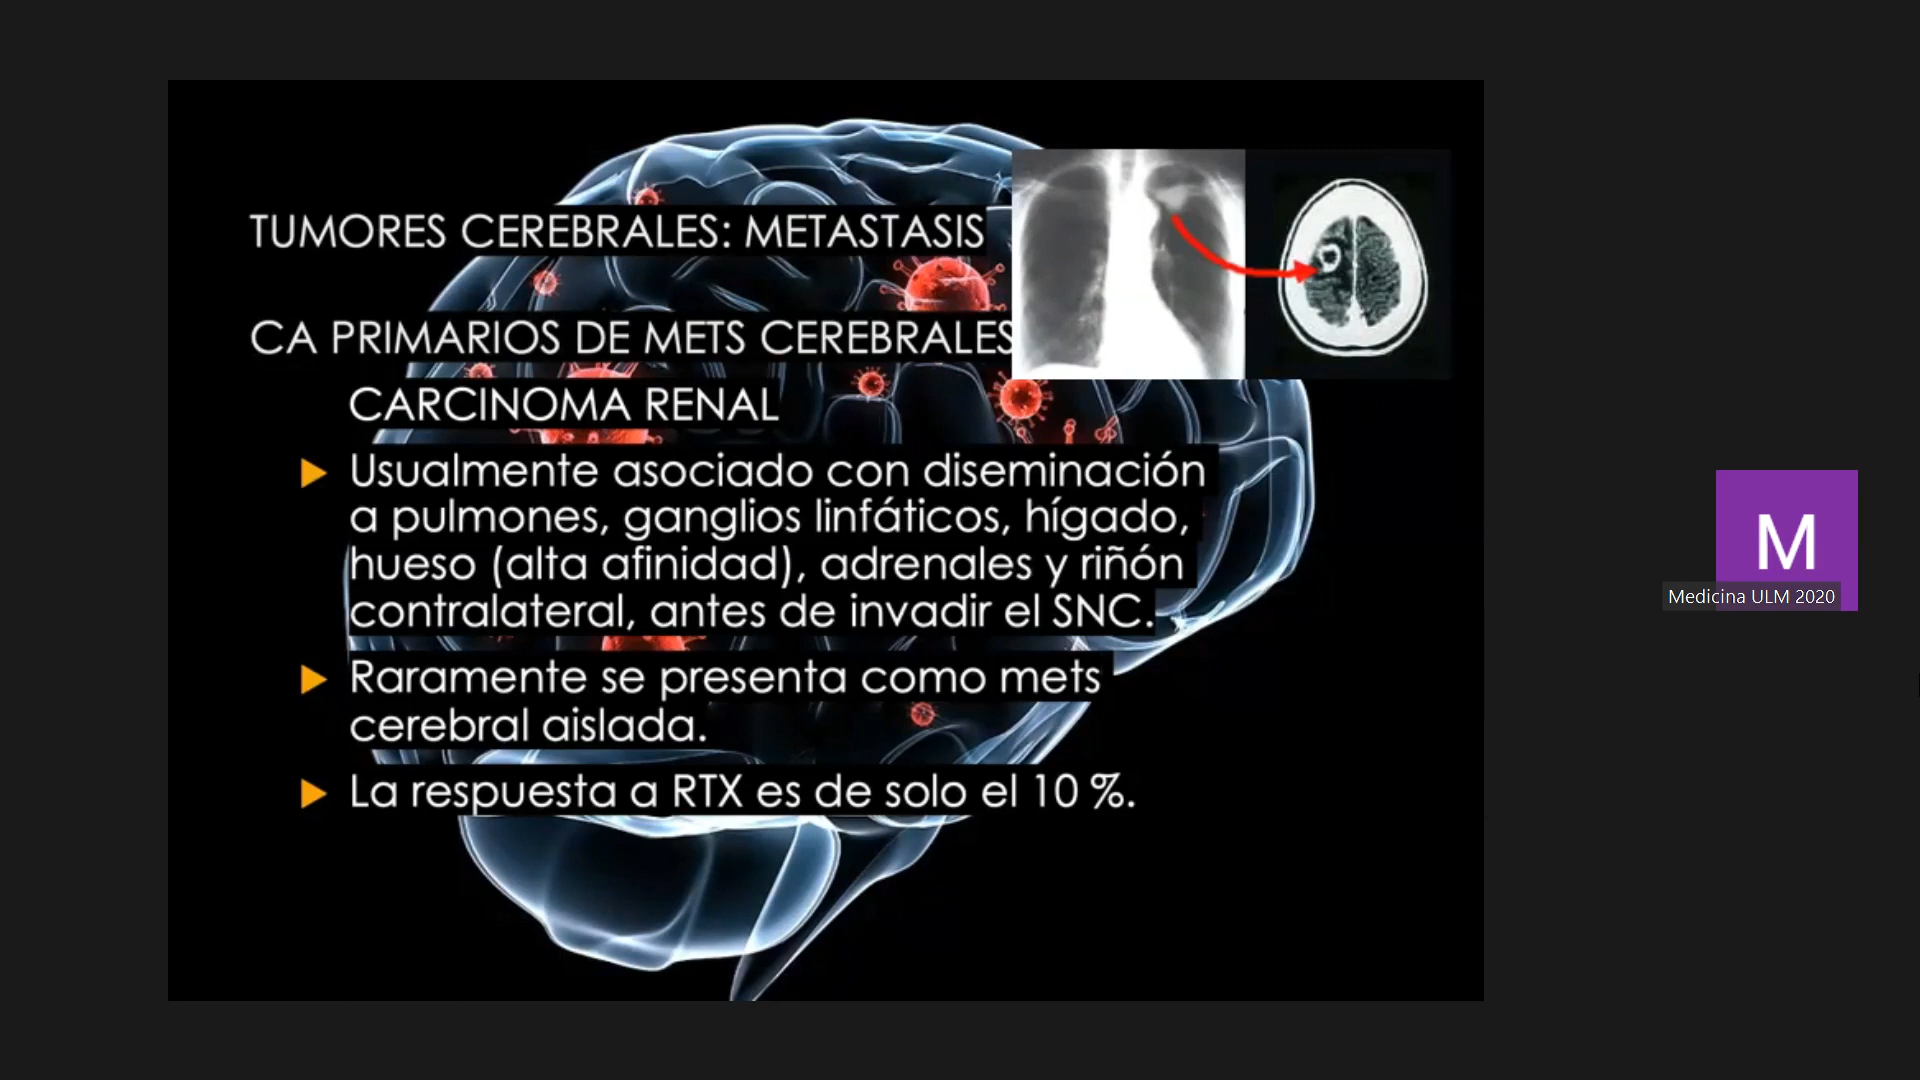 TUMORES CEREBRALES: METASTASIS
CA PRIMARIOS DE METS CEREBRALES
CARCINOMA RENAL
Usualmente asociado con diseminación
a pulmones, ganglios linfáticos, hígado,
hueso (alta afinidad), adrenales y riñón
contralateral, antes de invadir el SNC.
Raramente se presenta como mets
cerebral aislada.
La respuesta a RTX es de solo el 10 %.
M
Medicina ULM 2020